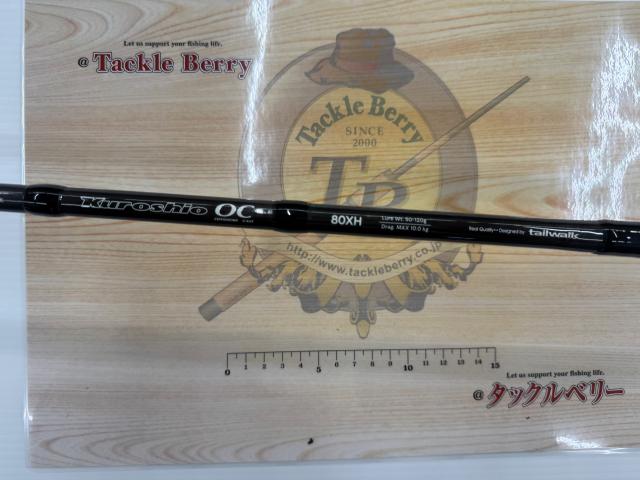 Let us support your fishing life.
@ Tackle Berry
Tackle Berry
SINCE
2000
TB
Kuroshio OC 80XH Lure Wt. 50-120g
Drag. MAX 10.0 kg
Real Quality Designed by tailwalk
http://www.tackleberry.co.jp
0 1 2 3 4 5 6 7 8 9 10 11 12 13 14 15
Let us support your fishing life.
@タックルベリー